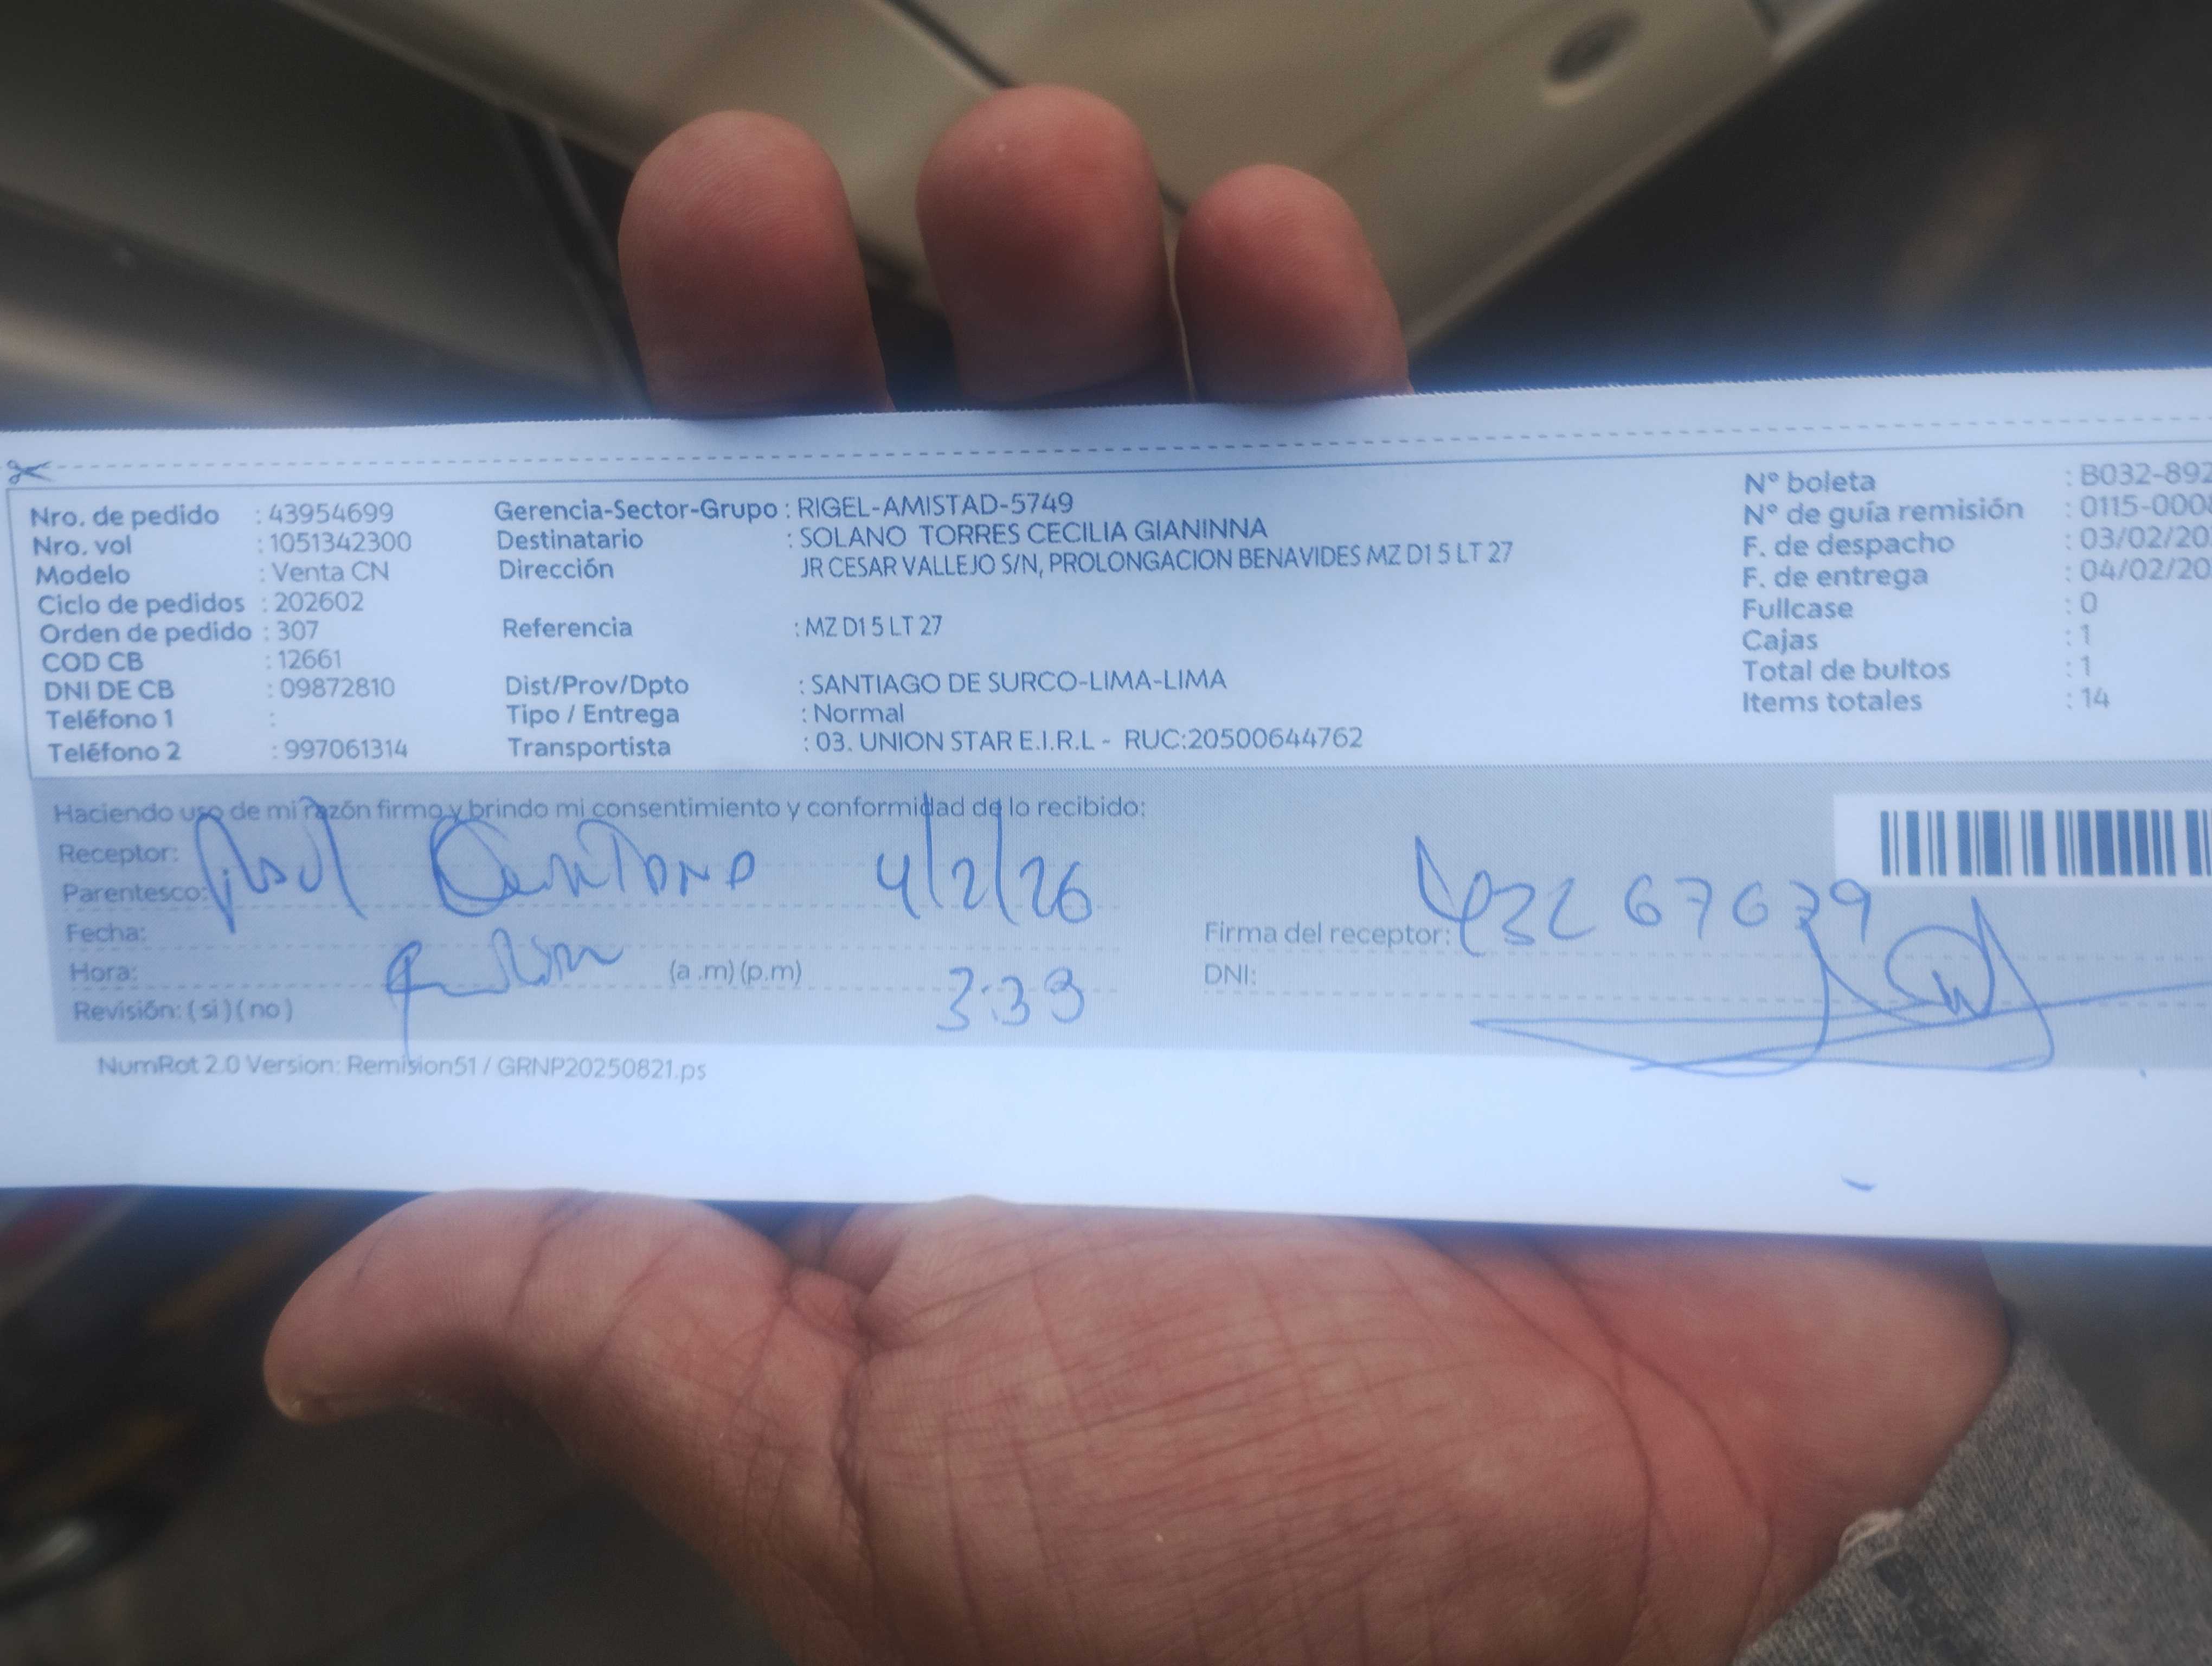 Nro. de pedido : 43954699
Nro. vol : 1051342300
Modelo : Venta CN
Ciclo de pedidos : 202602
Orden de pedido : 307
COD CB : 12661
DNI DE CB : 09872810
Teléfono 1 :
Teléfono 2 : 997061314
Gerencia-Sector-Grupo : RIGEL-AMISTAD-5749
Destinatario : SOLANO TORRES CECILIA GIANINNA
Dirección JR CESAR VALLEJO S/N, PROLONGACION BENAVIDES MZ D1 5 LT 27
Referencia : MZ D1 5 LT 27
Dist/Prov/Dpto : SANTIAGO DE SURCO-LIMA-LIMA
Tipo / Entrega : Normal
Transportista : 03. UNION STAR E.I.R.L - RUC:20500644762
N° boleta : B032-892
N° de guía remisión : 0115-000
F. de despacho : 03/02/20
F. de entrega : 04/02/20
Fullcase : 0
Cajas : 1
Total de bultos : 1
Items totales : 14
Haciendo uso de mi razón firmo y brindo mi consentimiento y conformidad de lo recibido:
Receptor:
Parentesco: 4/2/26
Fecha:
Hora: (a .m) (p.m) 3:39
Revisión: ( si ) ( no )
Firma del receptor:
DNI:
NumRot 2.0 Version: Remision51 / GRNP20250821.ps